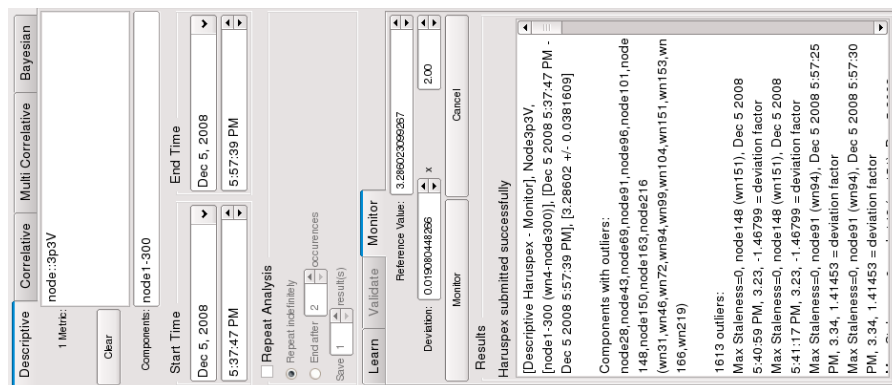 Descriptive
Correlative
Multi Correlative
Bayesian
1 Metric:
node::3p3V
Clear
Components:
node1-300
Start Time
End Time
Dec 5, 2008
Dec 5, 2008
5:37:47 PM
5:57:39 PM
Repeat Analysis
Repeat indefinitely
End after 2 occurences
Save 1 result(s)
Learn
Validate
Monitor
Reference Value: 3.286023099267
Deviation: 0.019080448266 x 2.00
Monitor
Cancel
Results
Haruspex submitted successfully
[Descriptive Haruspex - Monitor], Node3p3V,
[node1-300 (wn4-node300)], [Dec 5 2008 5:37:47 PM -
Dec 5 2008 5:57:39 PM], [3.28602 +/- 0.0381609]
Components with outliers:
node28,node43,node69,node91,node96,node101,node
148,node150,node163,node216
(wn31,wn46,wn72,wn94,wn99,wn104,wn151,wn153,wn
166,wn219)
1613 outliers:
Max Staleness=0, node148 (wn151), Dec 5 2008
5:40:59 PM, 3.23, -1.46799 = deviation factor
Max Staleness=0, node148 (wn151), Dec 5 2008
5:41:17 PM, 3.23, -1.46799 = deviation factor
Max Staleness=0, node91 (wn94), Dec 5 2008 5:57:25
PM, 3.34, 1.41453 = deviation factor
Max Staleness=0, node91 (wn94), Dec 5 2008 5:57:30
PM, 3.34, 1.41453 = deviation factor